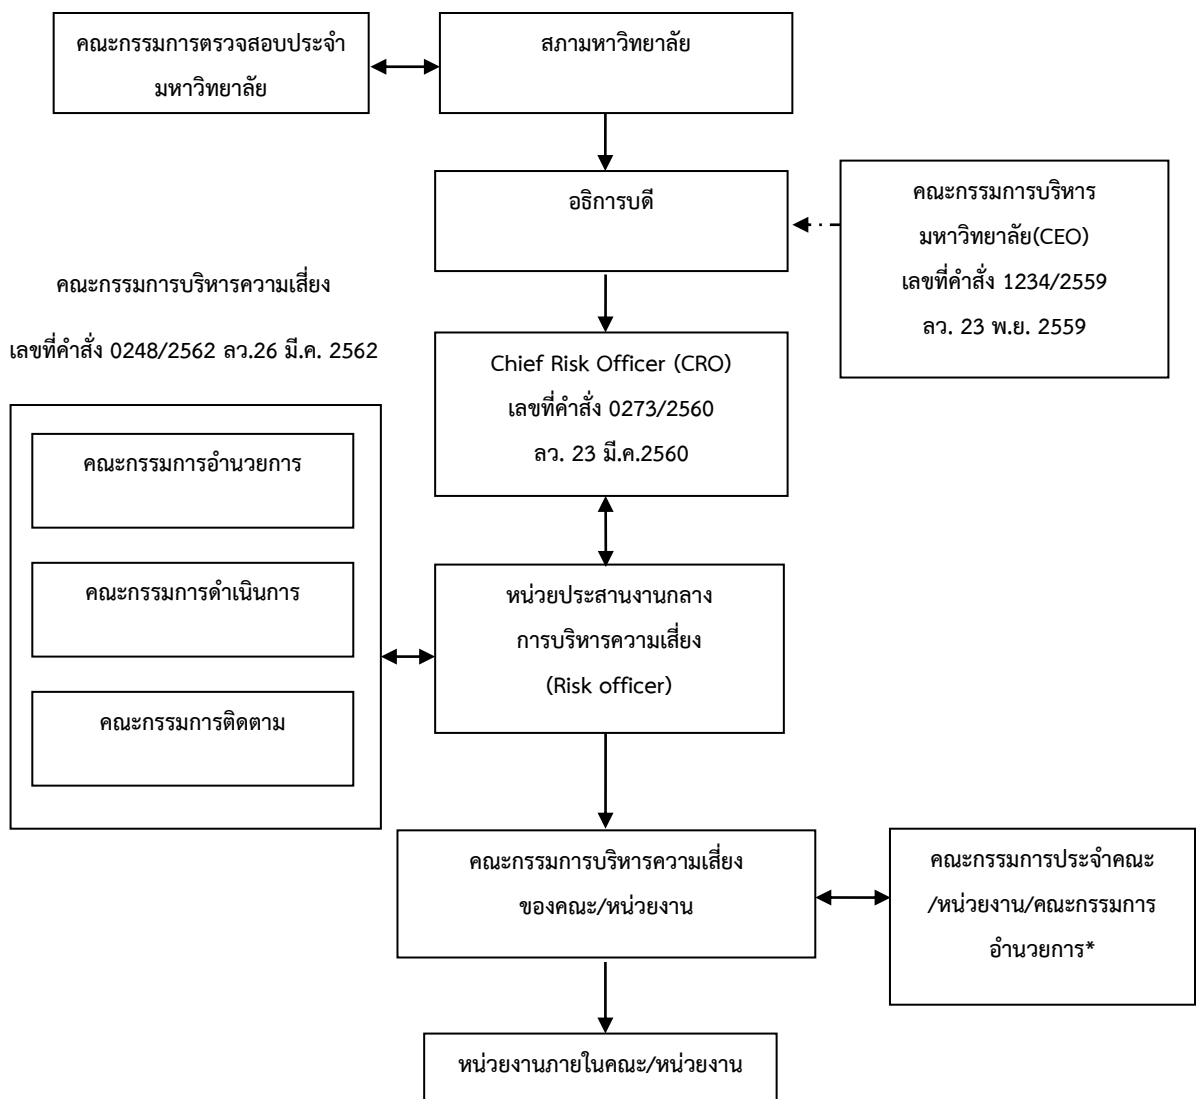 คณะกรรมการตรวจสอบประจำ
มหาวิทยาลัย
สภามหาวิทยาลัย
อธิการบดี
คณะกรรมการบริหาร
มหาวิทยาลัย(CEO)
เลขที่คำสั่ง 1234/2559
ลว. 23 พ.ย. 2559
คณะกรรมการบริหารความเสี่ยง
เลขที่คำสั่ง 0248/2562 ลว.26 มี.ค. 2562
Chief Risk Officer (CRO)
เลขที่คำสั่ง 0273/2560
ลว. 23 มี.ค.2560
คณะกรรมการอำนวยการ
คณะกรรมการดำเนินการ
คณะกรรมการติดตาม
หน่วยประสานงานกลาง
การบริหารความเสี่ยง
(Risk officer)
คณะกรรมการบริหารความเสี่ยง
ของคณะ/หน่วยงาน
คณะกรรมการประจำคณะ
/หน่วยงาน/คณะกรรมการ
อำนวยการ*
หน่วยงานภายในคณะ/หน่วยงาน